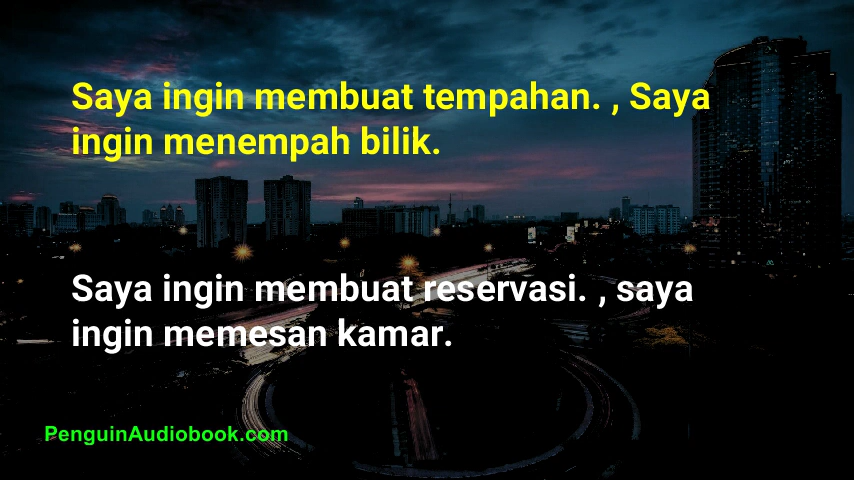 Saya ingin membuat tempahan. , Saya
ingin menempah bilik.
Saya ingin membuat reservasi. , saya
ingin memesan kamar.
PenguinAudiobook.com